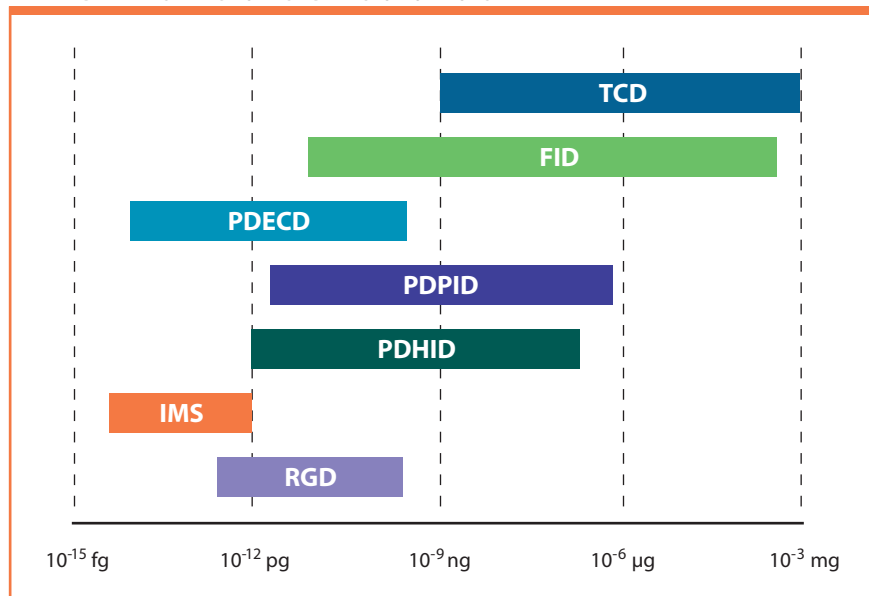 TCD
FID
PDECD
PDPID
PDHID
IMS
RGD
10⁻¹⁵ fg 10⁻¹² pg 10⁻⁹ ng 10⁻⁶ µg 10⁻³ mg